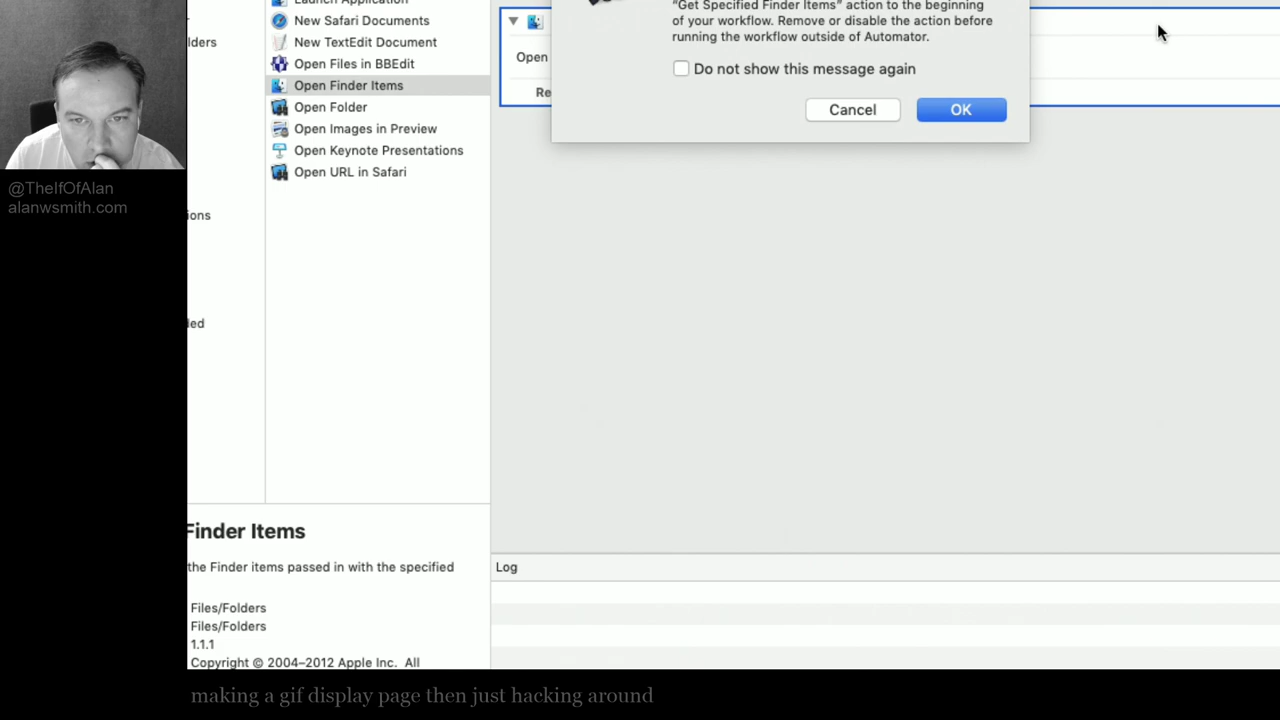 @TheIfOfAlan
alanwsmith.com
lders
ions
led
Launch Application
New Safari Documents
New TextEdit Document
Open Files in BBEdit
Open Finder Items
Open Folder
Open Images in Preview
Open Keynote Presentations
Open URL in Safari
Open
Re
“Get Specified Finder Items” action to the beginning
of your workflow. Remove or disable the action before
running the workflow outside of Automator.
Do not show this message again
Cancel
OK
Finder Items
the Finder items passed in with the specified
Files/Folders
Files/Folders
1.1.1
Copyright © 2004–2012 Apple Inc. All
Log
making a gif display page then just hacking around